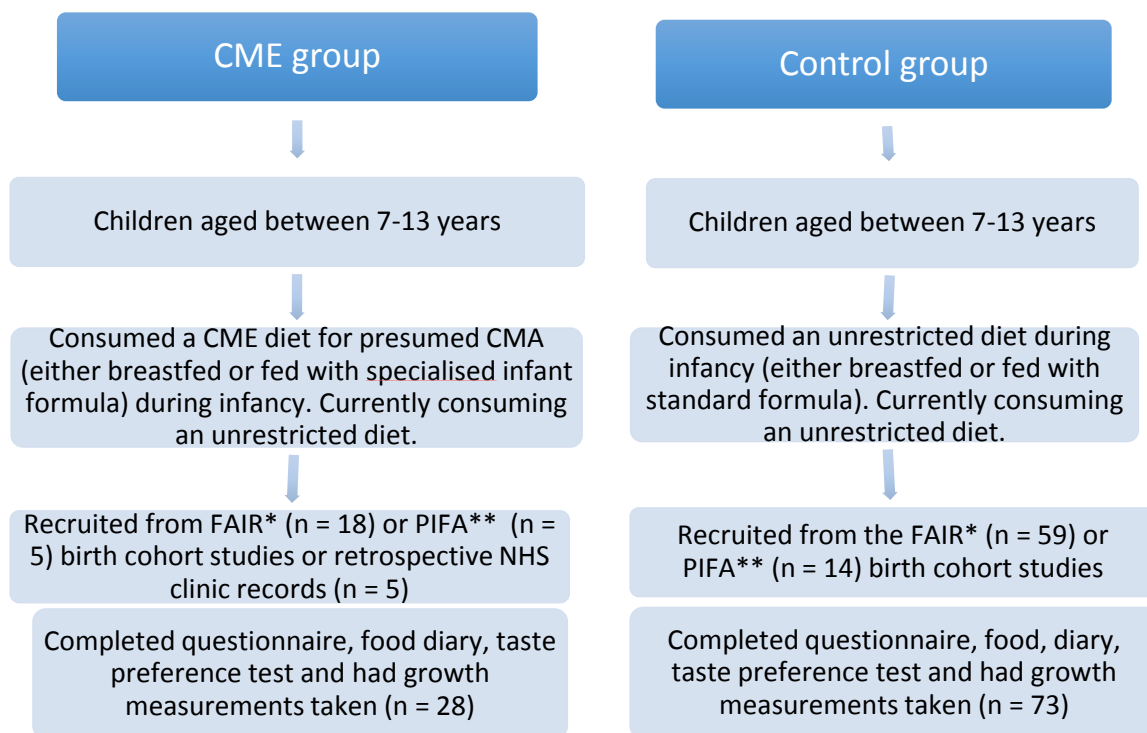 CME group
Children aged between 7-13 years
Consumed a CME diet for presumed CMA
(either breastfed or fed with specialised infant
formula) during infancy. Currently consuming
an unrestricted diet.
Recruited from FAIR* (n = 18) or PIFA** (n =
5) birth cohort studies or retrospective NHS
clinic records (n = 5)
Completed questionnaire, food diary, taste
preference test and had growth
measurements taken (n = 28)
Control group
Children aged between 7-13 years
Consumed an unrestricted diet during
infancy (either breastfed or fed with
standard formula). Currently consuming
an unrestricted diet.
Recruited from the FAIR* (n = 59) or
PIFA** (n = 14) birth cohort studies
Completed questionnaire, food, diary,
taste preference test and had growth
measurements taken (n = 73)